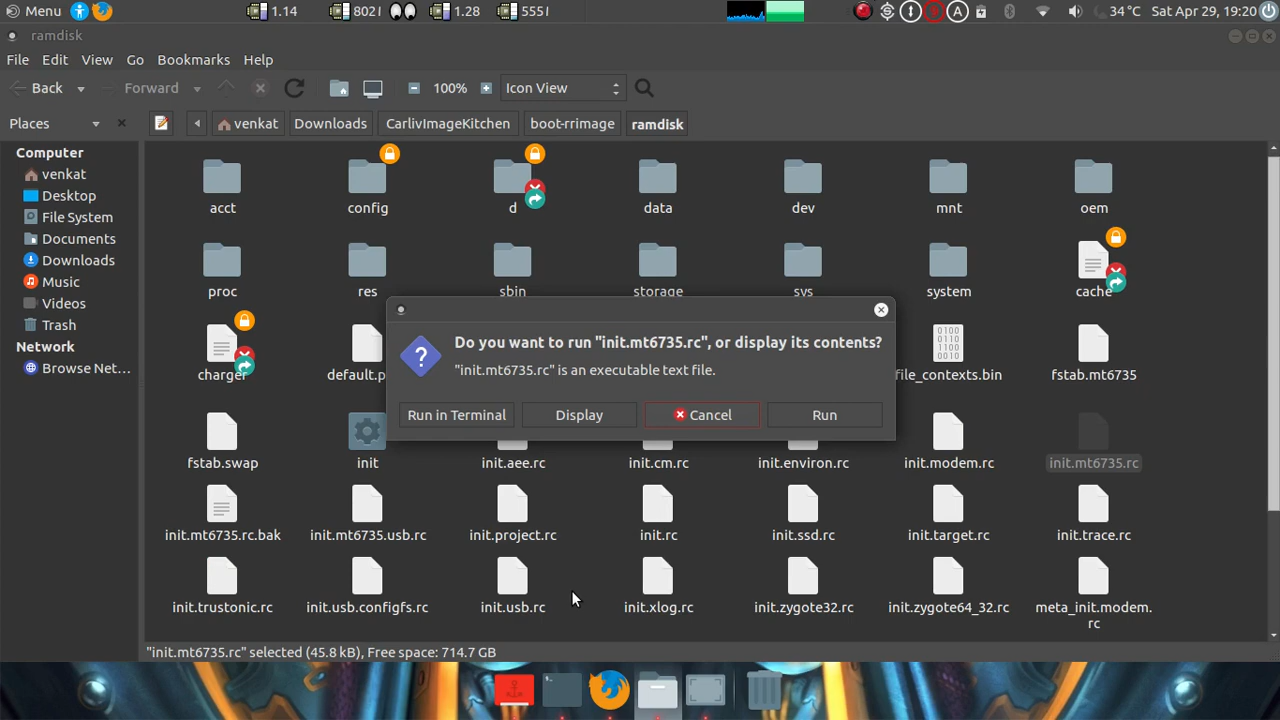 Menu
1.14
802 I
1.28
555 I
34 °C
Sat Apr 29, 19:20
ramdisk
File Edit View Go Bookmarks Help
Back
Forward
100%
Icon View
Places
venkat
Downloads
CarlivImageKitchen
boot-rrimage
ramdisk
Computer
venkat
Desktop
File System
Documents
Downloads
Music
Videos
Trash
Network
Browse Net...
acct
config
d
data
dev
mnt
oem
proc
res
sbin
storage
sys
system
cache
charger
default.p
file_contexts.bin
fstab.mt6735
Do you want to run "init.mt6735.rc", or display its contents?
"init.mt6735.rc" is an executable text file.
Run in Terminal
Display
Cancel
Run
fstab.swap
init
init.aee.rc
init.cm.rc
init.environ.rc
init.modem.rc
init.mt6735.rc
init.mt6735.rc.bak
init.mt6735.usb.rc
init.project.rc
init.rc
init.ssd.rc
init.target.rc
init.trace.rc
init.trustonic.rc
init.usb.configfs.rc
init.usb.rc
init.xlog.rc
init.zygote32.rc
init.zygote64_32.rc
meta_init.modem.
rc
"init.mt6735.rc" selected (45.8 kB), Free space: 714.7 GB